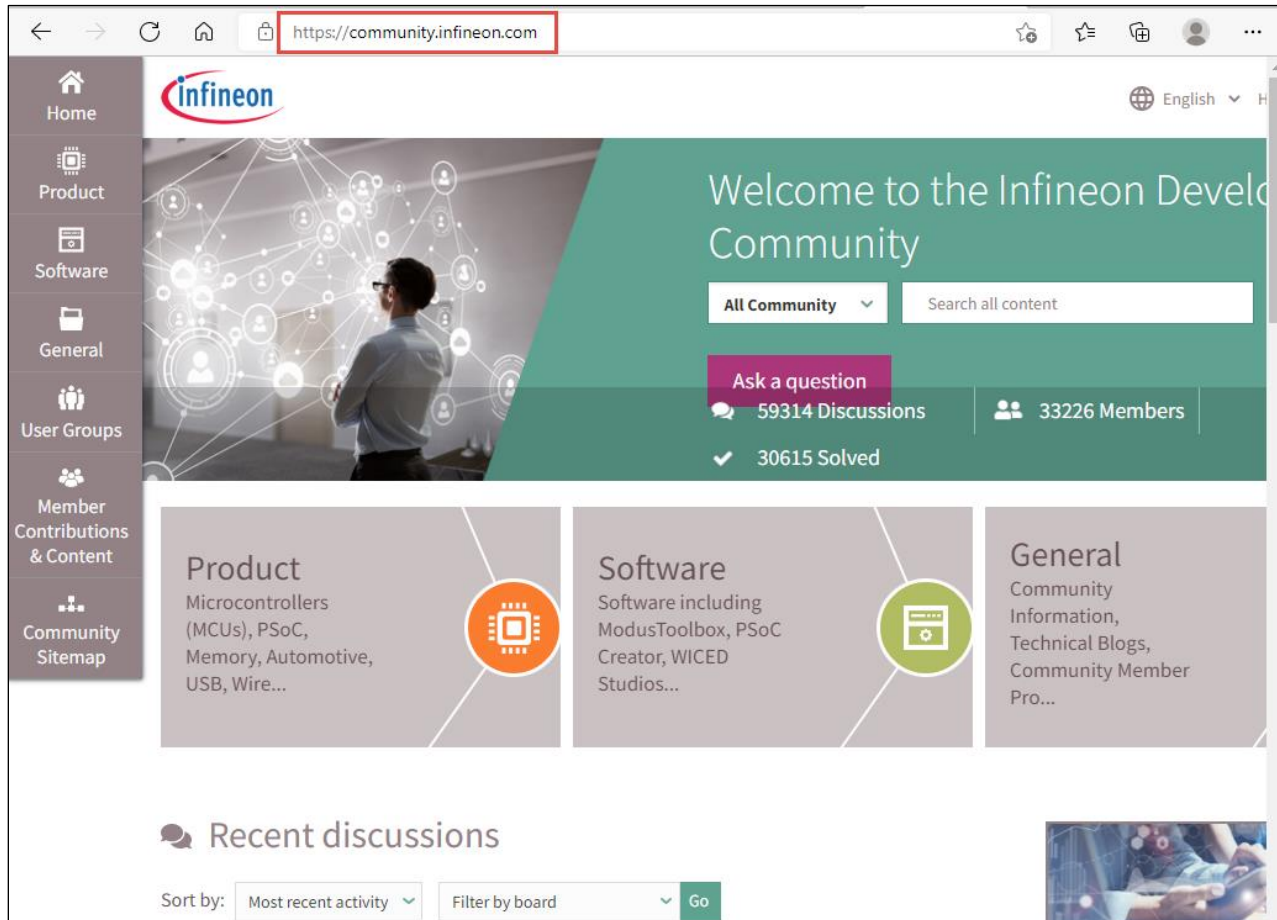 https://community.infineon.com
Home
Product
Software
General
User Groups
Member
Contributions
& Content
Community
Sitemap
infineon
English
Welcome to the Infineon
Community
All Community
Search all content
Ask a question
59314 Discussions
33226 Members
30615 Solved
Product
Microcontrollers
(MCUs), PSoC,
Memory, Automotive,
USB, Wire...
Software
Software including
ModusToolbox, PSoC
Creator, WICED
Studios...
General
Community
Information,
Technical Blogs,
Community Member
Pro...
Recent discussions
Sort by:
Most recent activity
Filter by board
Go